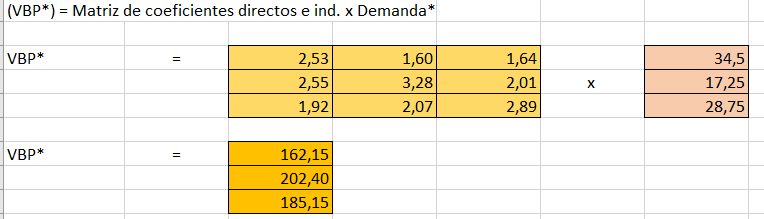 (VBP*) = Matriz de coeficientes directos e ind. x Demanda*
VBP* = 2,53 1,60 1,64 34,5
2,55 3,28 2,01 x 17,25
1,92 2,07 2,89 28,75
VBP* = 162,15
202,40
185,15